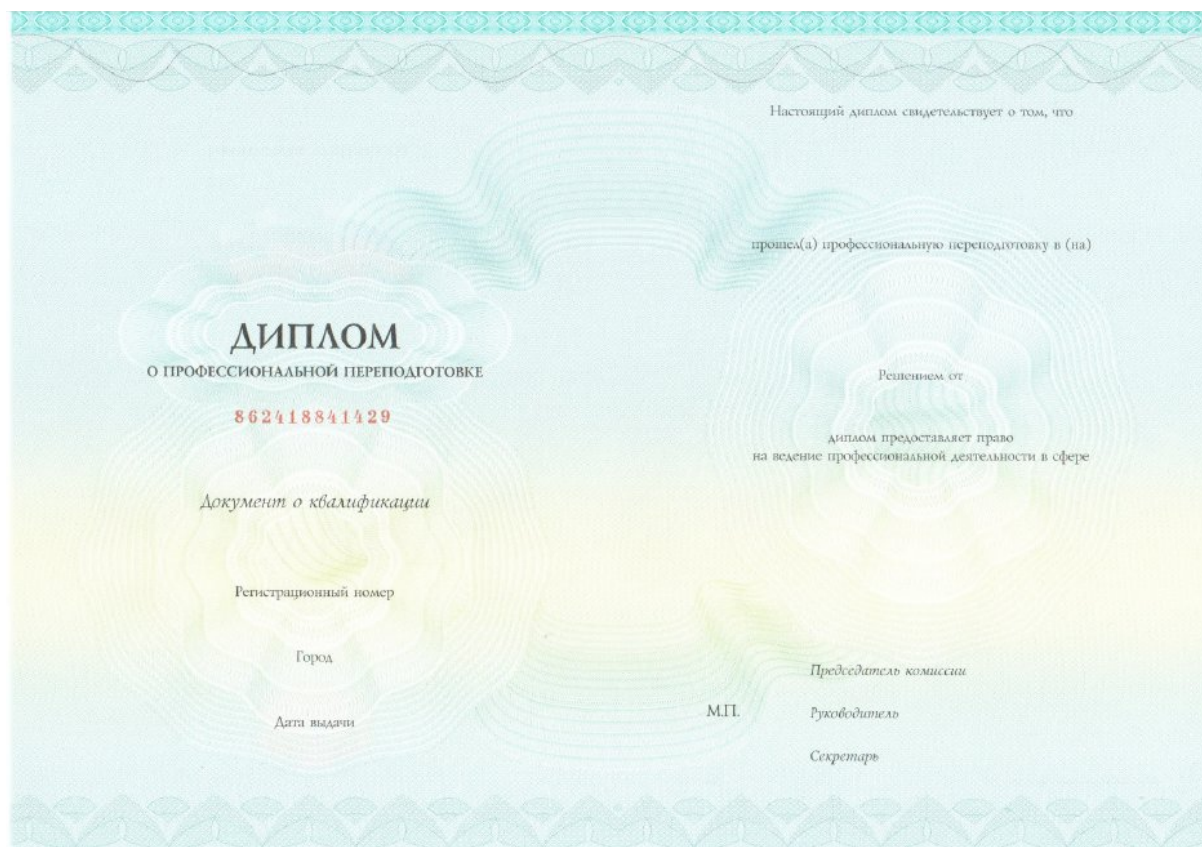 ДИПЛОМ
О ПРОФЕССИОНАЛЬНОЙ ПЕРЕПОДГОТОВКЕ
862418841429
Документ о квалификации
Регистрационный номер
Город
Дата выдачи
Настоящий диплом свидетельствует о том, что
прошел(а) профессиональную переподготовку в (на)
Решением от
диплом предоставляет право
на ведение профессиональной деятельности в сфере
Председатель комиссии
М.П.
Руководитель
Секретарь